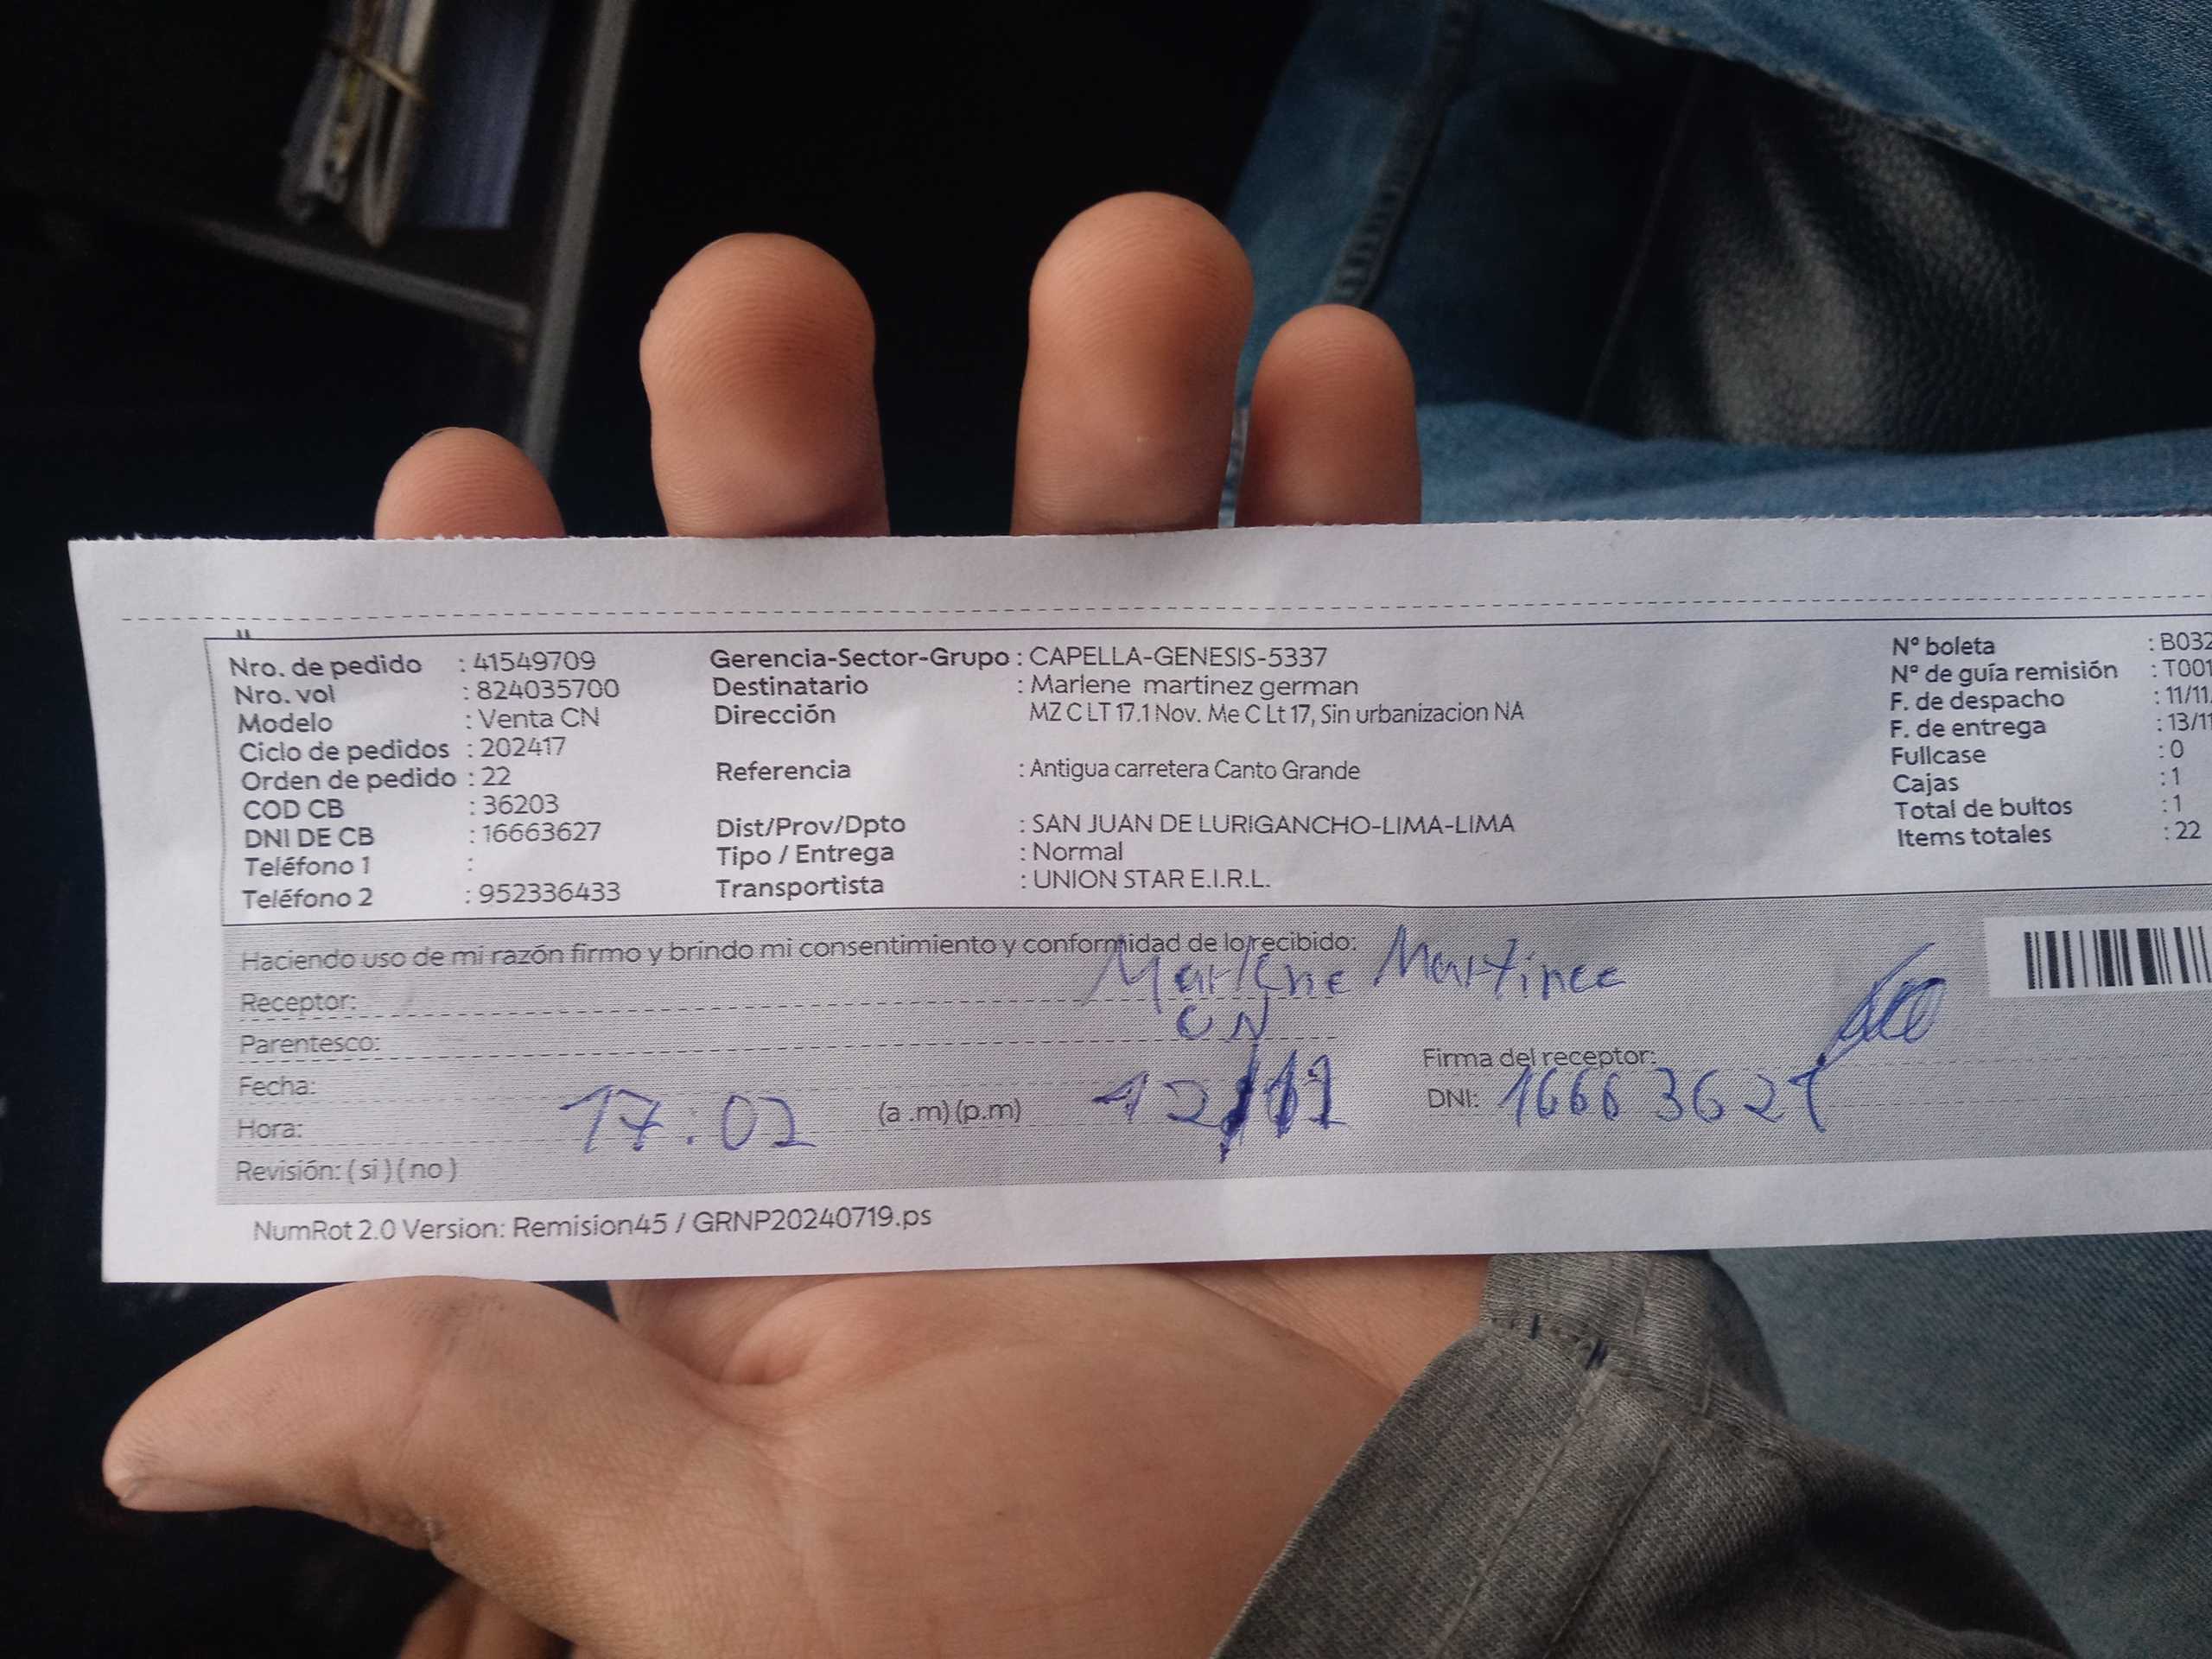 Nro. de pedido : 41549709
Nro. vol : 824035700
Modelo : Venta CN
Ciclo de pedidos : 202417
Orden de pedido : 22
COD CB : 36203
DNI DE CB : 16663627
Teléfono 1 :
Teléfono 2 : 952336433
Gerencia-Sector-Grupo : CAPELLA-GENESIS-5337
Destinatario : Marlene martinez german
Dirección MZ C LT 17.1 Nov. Me C Lt 17, Sin urbanizacion NA
Referencia : Antigua carretera Canto Grande
Dist/Prov/Dpto : SAN JUAN DE LURIGANCHO-LIMA-LIMA
Tipo / Entrega : Normal
Transportista : UNION STAR E.I.R.L.
Nº boleta : B032
Nº de guía remisión : T001
F. de despacho : 11/11
F. de entrega : 13/11
Fullcase : 0
Cajas : 1
Total de bultos : 1
Items totales : 22
Haciendo uso de mi razón firmo y brindo mi consentimiento y conformidad de lo recibido:
Receptor: Marlene Martinez
Parentesco: CN
Fecha: 12/11
Hora: 17:02 (a .m) (p.m)
Revisión: ( si ) ( no )
Firma del receptor:
DNI: 16663627
NumRot 2.0 Version: Remision45 / GRNP20240719.ps